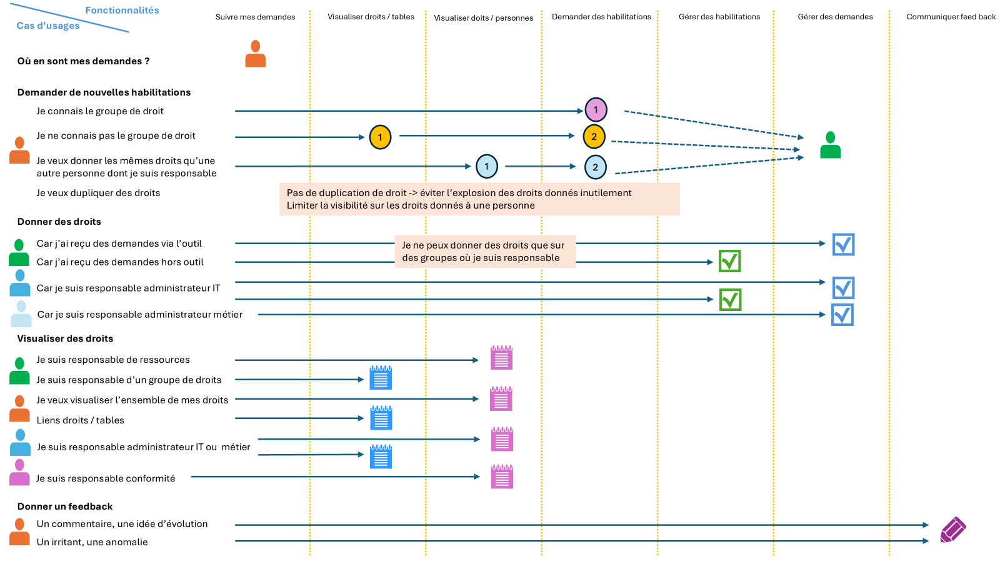 Fonctionnalités
Cas d'usages
Suivre mes demandes
Visualiser droits / tables
Visualiser doits / personnes
Demander des habilitations
Gérer des habilitations
Gérer des demandes
Communiquer feed back
Où en sont mes demandes ?
Demander de nouvelles habilitations
Je connais le groupe de droit
1
Je ne connais pas le groupe de droit
1
2
Je veux donner les mêmes droits qu'une
autre personne dont je suis responsable
1
2
Je veux dupliquer des droits
Pas de duplication de droit -> éviter l'explosion des droits donnés inutilement
Limiter la visibilité sur les droits donnés à une personne
Donner des droits
Car j'ai reçu des demandes via l'outil
Car j'ai reçu des demandes hors outil
Je ne peux donner des droits que sur
des groupes où je suis responsable
Car je suis responsable administrateur IT
Car je suis responsable administrateur métier
Visualiser des droits
Je suis responsable de ressources
Je suis responsable d'un groupe de droits
Je veux visualiser l'ensemble de mes droits
Liens droits / tables
Je suis responsable administrateur IT ou  métier
Je suis responsable conformité
Donner un feedback
Un commentaire, une idée d'évolution
Un irritant, une anomalie